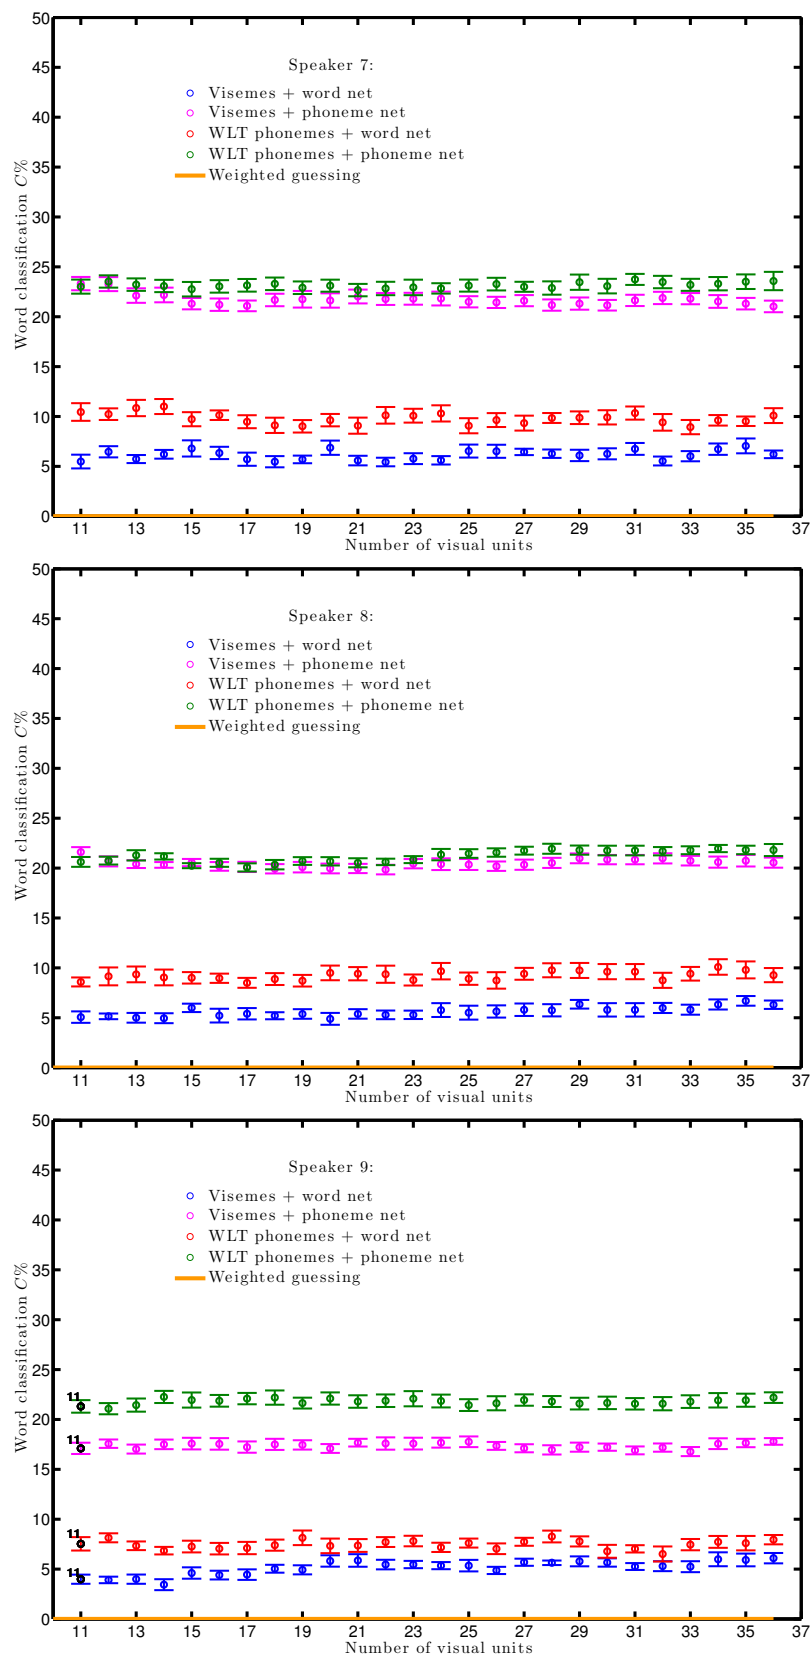 Speaker 7:
Visemes + word net
Visemes + phoneme net
WLT phonemes + word net
WLT phonemes + phoneme net
Weighted guessing
Word classification C%
50
45
40
35
30
25
20
15
10
5
0
11 13 15 17 19 21 23 25 27 29 31 33 35 37
Number of visual units
Speaker 8:
Visemes + word net
Visemes + phoneme net
WLT phonemes + word net
WLT phonemes + phoneme net
Weighted guessing
Word classification C%
50
45
40
35
30
25
20
15
10
5
0
11 13 15 17 19 21 23 25 27 29 31 33 35 37
Number of visual units
Speaker 9:
Visemes + word net
Visemes + phoneme net
WLT phonemes + word net
WLT phonemes + phoneme net
Weighted guessing
Word classification C%
50
45
40
35
30
25
20
15
10
5
0
11
11
11
11
11 13 15 17 19 21 23 25 27 29 31 33 35 37
Number of visual units